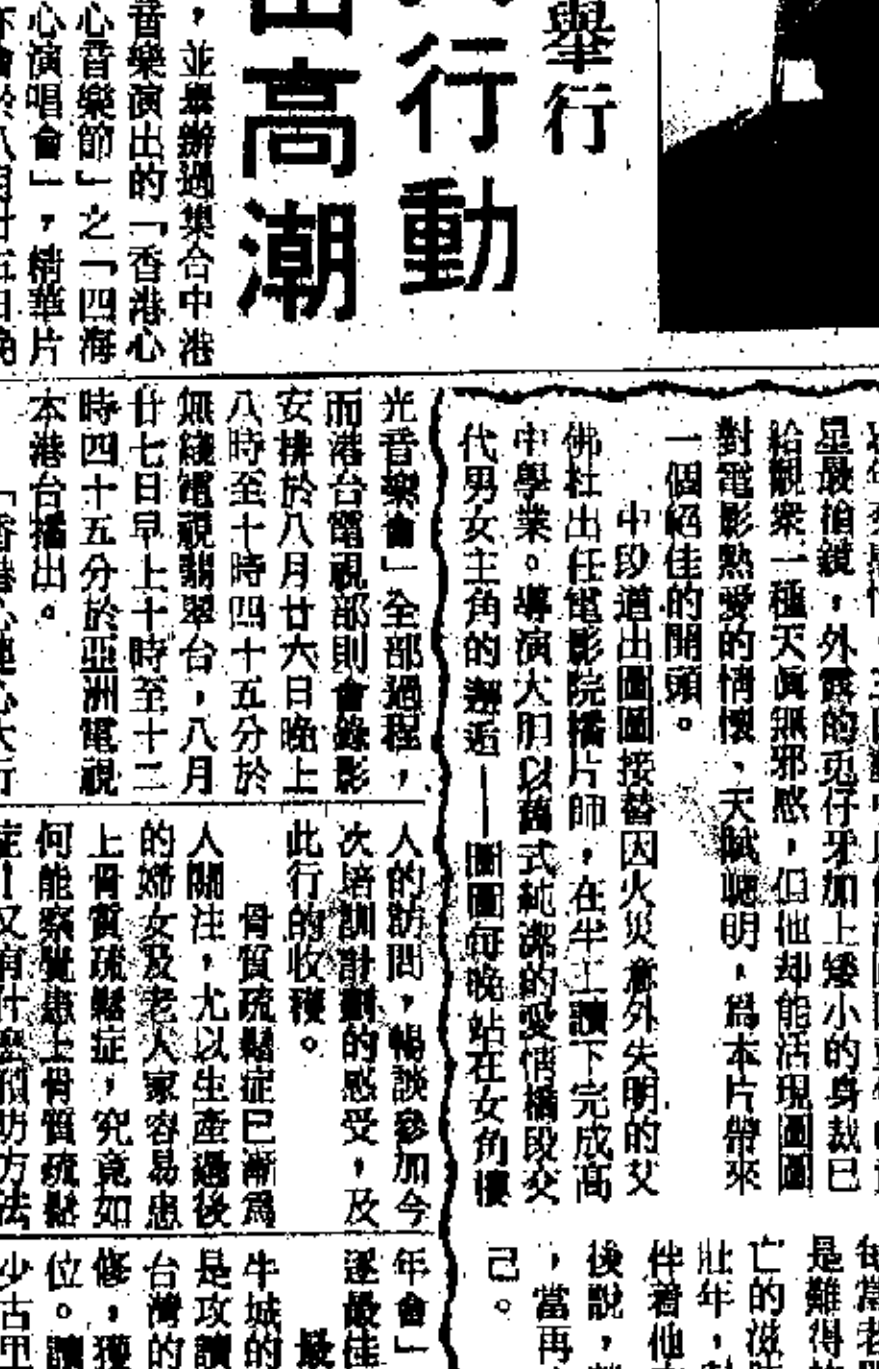 舉行
行動
出高潮
，並舉辦過集合中港
音樂演出的「香港心
心音樂節」之「四海
心演唱會」，精華片
光音樂會」全部過程，
而港台電視部則會錄影
安排於八月廿六日晚上
八時至十時四十五分於
無綫電視翡翠台，八月
廿七日早上十時至十二
時四十五分於亞洲電視
本港台播出。
「香港心連心大行
星最搶鏡，外露的兎仔牙加上矮小的身裁已
給觀衆一種天眞無邪感，但他却能活現圖圖
對電影熱愛的情懷、天賦聰明，爲本片帶來
一個絕佳的開頭。
中段道出圖圖接替因火災意外失明的艾
佛杜出任電影院播片師，在半工讀下完成高
中學業。導演大胆以舊式純潔的愛情橋段交
代男女主角的邂逅——圖圖每晚站在女角樓
人的訪問，暢談參加今
次培訓計劃的感受，及
此行的收穫。
骨質疏鬆症已漸爲
人關注，尤以生產過後
的婦女及老人家容易患
上骨質疏鬆症，究竟如
何能察覺患上骨質疏鬆
症！又有什麼預防方法
是難得
亡的滋
壯年，
伴着他
後說，
，當再
己。
年會」
逐最佳
最
牛城的
是攻讀
台灣的
修，獲
位。讀
少古里